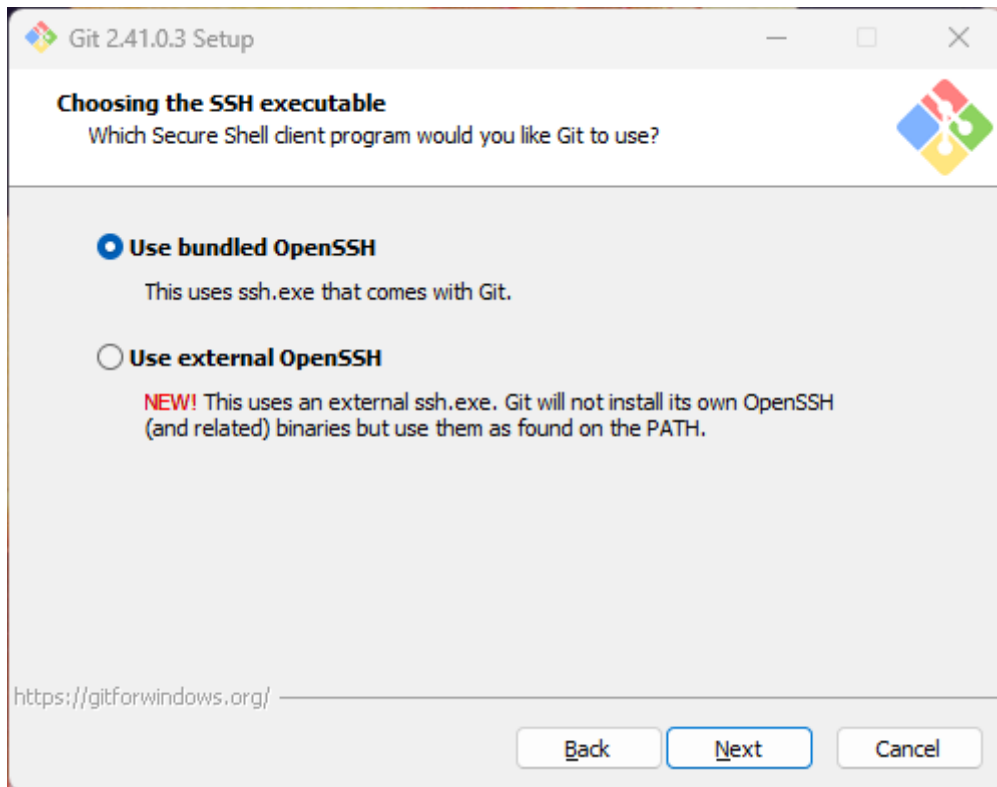 Git 2.41.0.3 Setup
Choosing the SSH executable
Which Secure Shell client program would you like Git to use?
Use bundled OpenSSH
This uses ssh.exe that comes with Git.
Use external OpenSSH
NEW! This uses an external ssh.exe. Git will not install its own OpenSSH
(and related) binaries but use them as found on the PATH.
https://gitforwindows.org/
Back Next Cancel